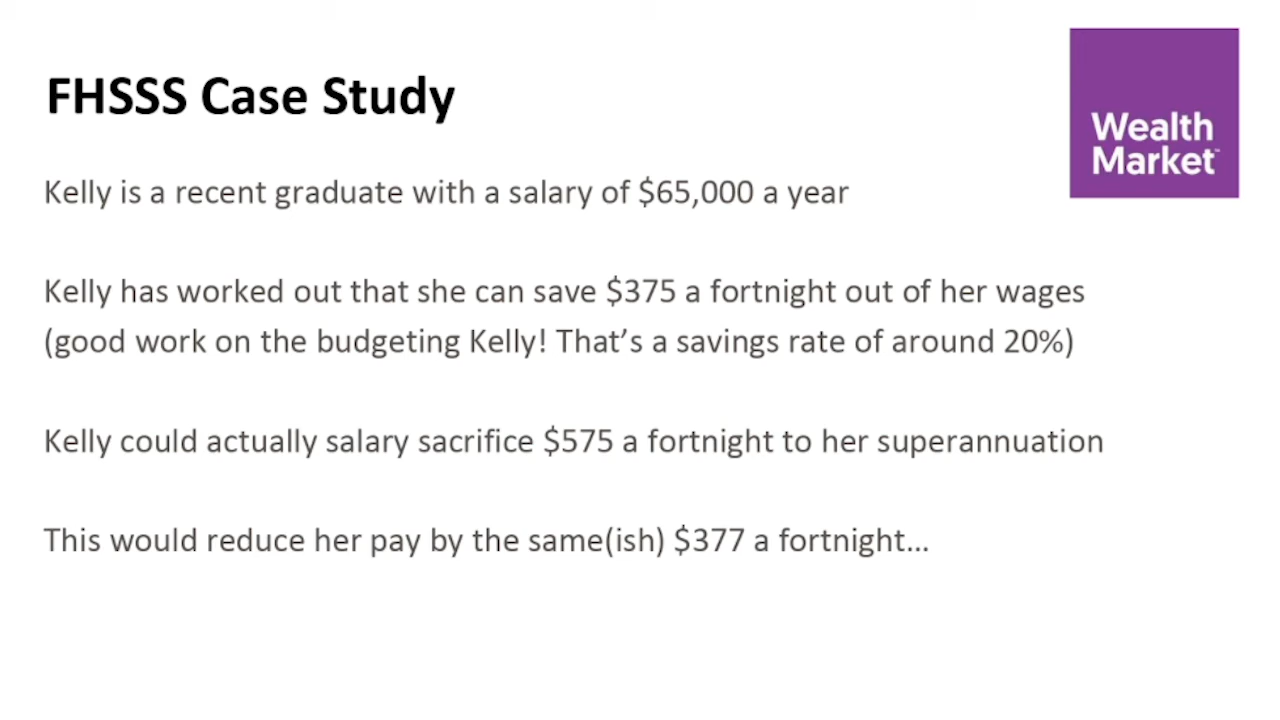 FHSSS Case Study
Wealth
Market™
Kelly is a recent graduate with a salary of $65,000 a year
Kelly has worked out that she can save $375 a fortnight out of her wages
(good work on the budgeting Kelly! That’s a savings rate of around 20%)
Kelly could actually salary sacrifice $575 a fortnight to her superannuation
This would reduce her pay by the same(ish) $377 a fortnight…